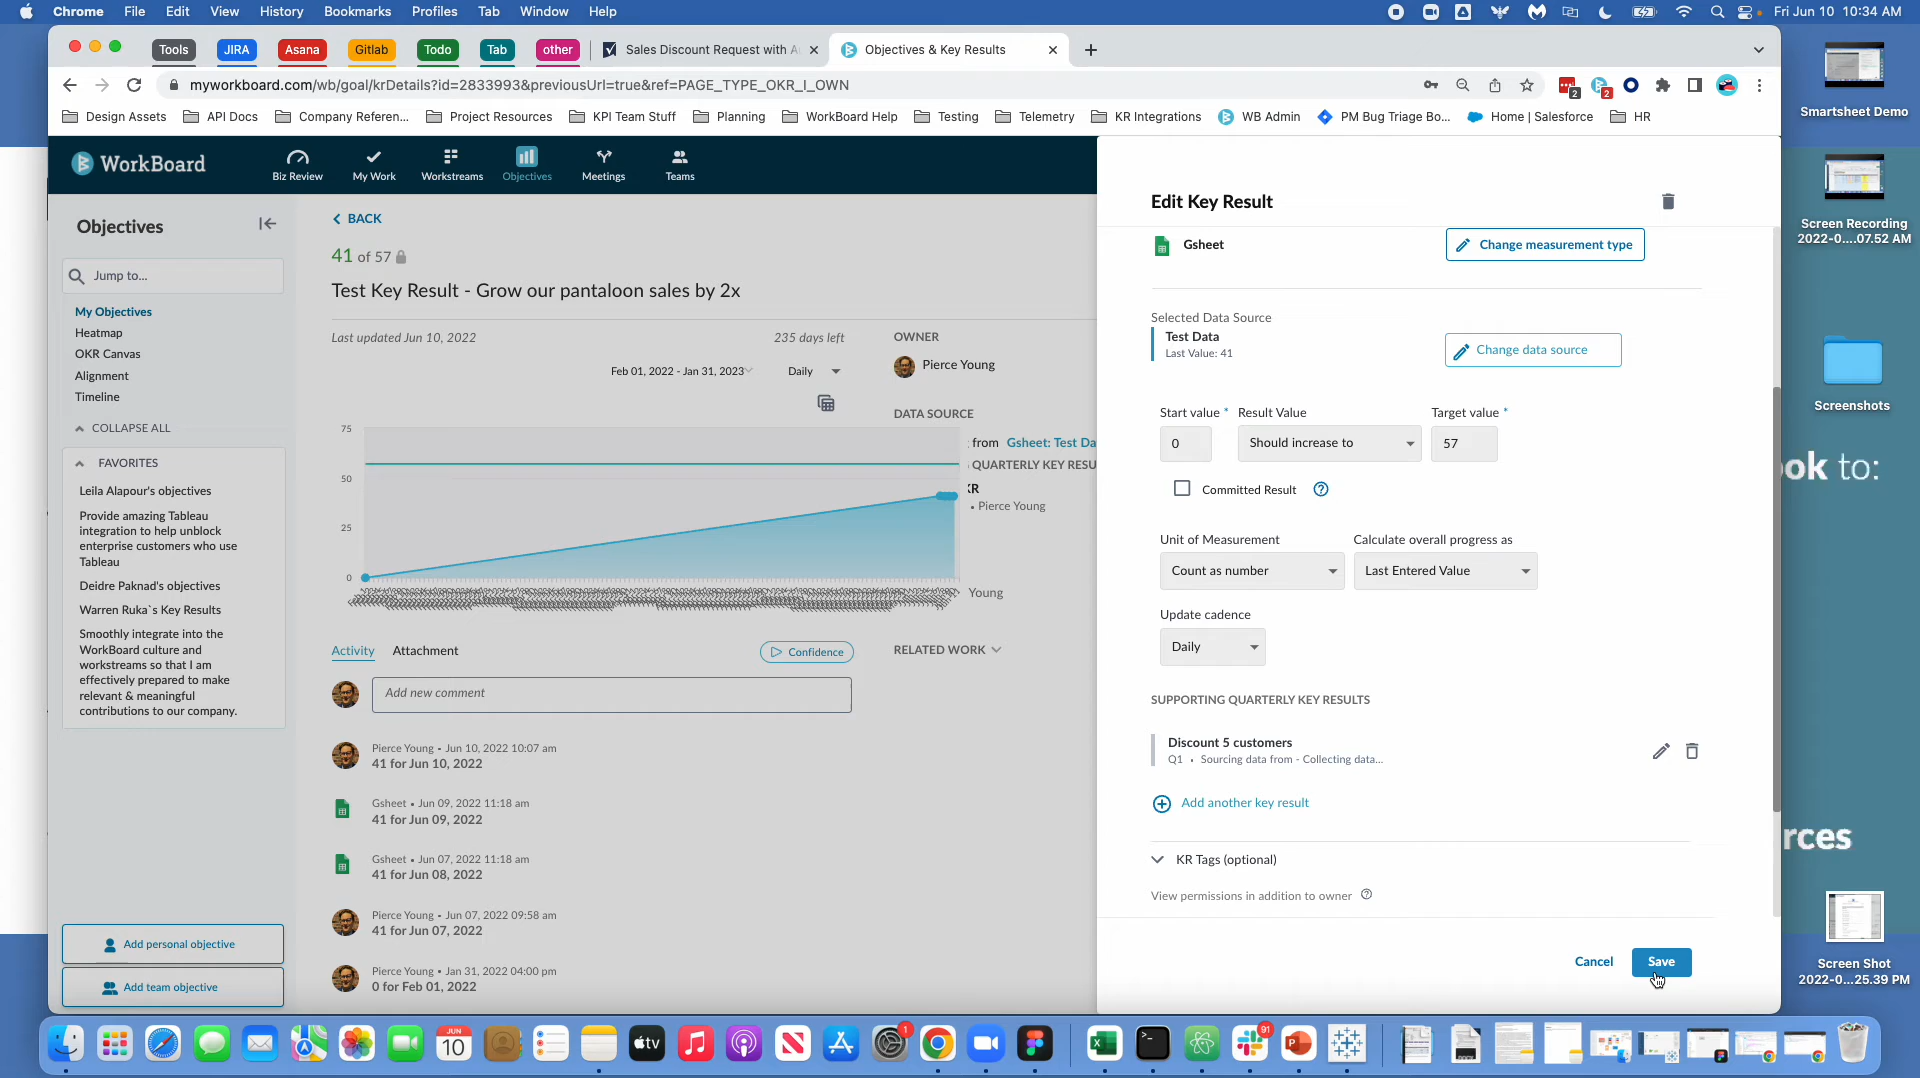 Chrome File Edit View History Bookmarks Profiles Tab Window Help
Fri Jun 10 10:34 AM
Tools JIRA Asana Gitlab Todo Tab other
Sales Discount Request with A
Objectives & Key Results
myworkboard.com/wb/goal/krDetails?id=2833993&previousUrl=true&ref=PAGE_TYPE_OKR_I_OWN
2
2
Design Assets API Docs Company Referen... Project Resources KPI Team Stuff Planning WorkBoard Help Testing Telemetry KR Integrations WB Admin PM Bug Triage Bo... Home | Salesforce HR
WorkBoard
Biz Review My Work Workstreams Objectives Meetings Teams
Objectives
Jump to...
My Objectives
Heatmap
OKR Canvas
Alignment
Timeline
COLLAPSE ALL
FAVORITES
Leila Alapour's objectives
Provide amazing Tableau
integration to help unblock
enterprise customers who use
Tableau
Deidre Paknad's objectives
Warren Ruka`s Key Results
Smoothly integrate into the
WorkBoard culture and
workstreams so that I am
effectively prepared to make
relevant & meaningful
contributions to our company.
Add personal objective
Add team objective
BACK
41 of 57
Test Key Result - Grow our pantaloon sales by 2x
Last updated Jun 10, 2022
235 days left
Feb 01, 2022 - Jan 31, 2023
Daily
75
50
25
0
OWNER
Pierce Young
DATA SOURCE
from Gsheet: Test Da
QUARTERLY KEY RESU
KR
• Pierce Young
Young
RELATED WORK
Activity Attachment
Confidence
Add new comment
Pierce Young • Jun 10, 2022 10:07 am
41 for Jun 10, 2022
Gsheet • Jun 09, 2022 11:18 am
41 for Jun 09, 2022
Gsheet • Jun 07, 2022 11:18 am
41 for Jun 08, 2022
Pierce Young • Jun 07, 2022 09:58 am
41 for Jun 07, 2022
Pierce Young • Jan 31, 2022 04:00 pm
0 for Feb 01, 2022
Edit Key Result
Gsheet
Change measurement type
Selected Data Source
Test Data
Last Value: 41
Change data source
Start value * Result Value Target value *
0 Should increase to 57
Committed Result
Unit of Measurement Calculate overall progress as
Count as number Last Entered Value
Update cadence
Daily
SUPPORTING QUARTERLY KEY RESULTS
Discount 5 customers
Q1 • Sourcing data from - Collecting data...
Add another key result
KR Tags (optional)
View permissions in addition to owner
Cancel Save
Smartsheet Demo
Screen Recording
2022-0....07.52 AM
Screenshots
ok to:
rces
Screen Shot
2022-0...25.39 PM
JUN
10
tv
1
91